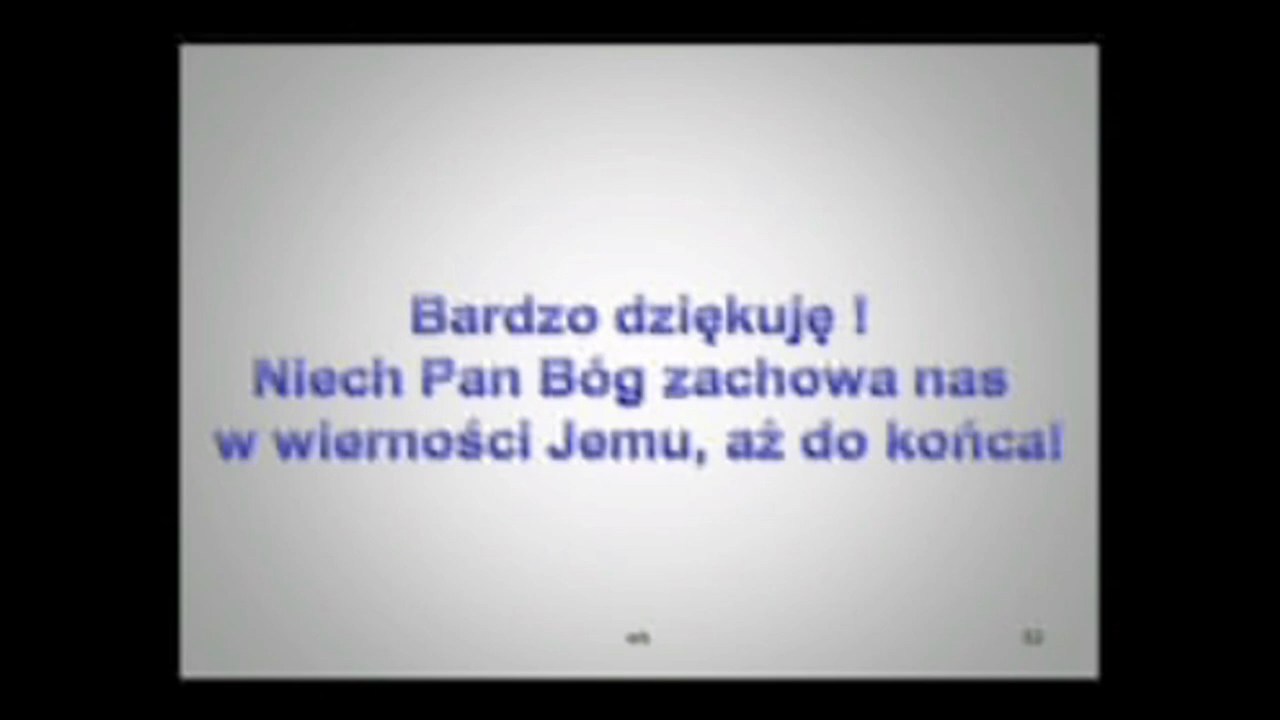 Bardzo dziękuję !
Niech Pan Bóg zachowa nas
w wierności Jemu, aż do końca!